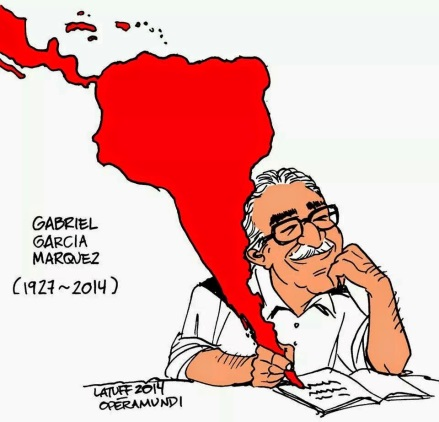 GABRIEL
GARCIA
MARQUEZ
(1927~2014)
LATUFF 2014
OPERAMUNDI